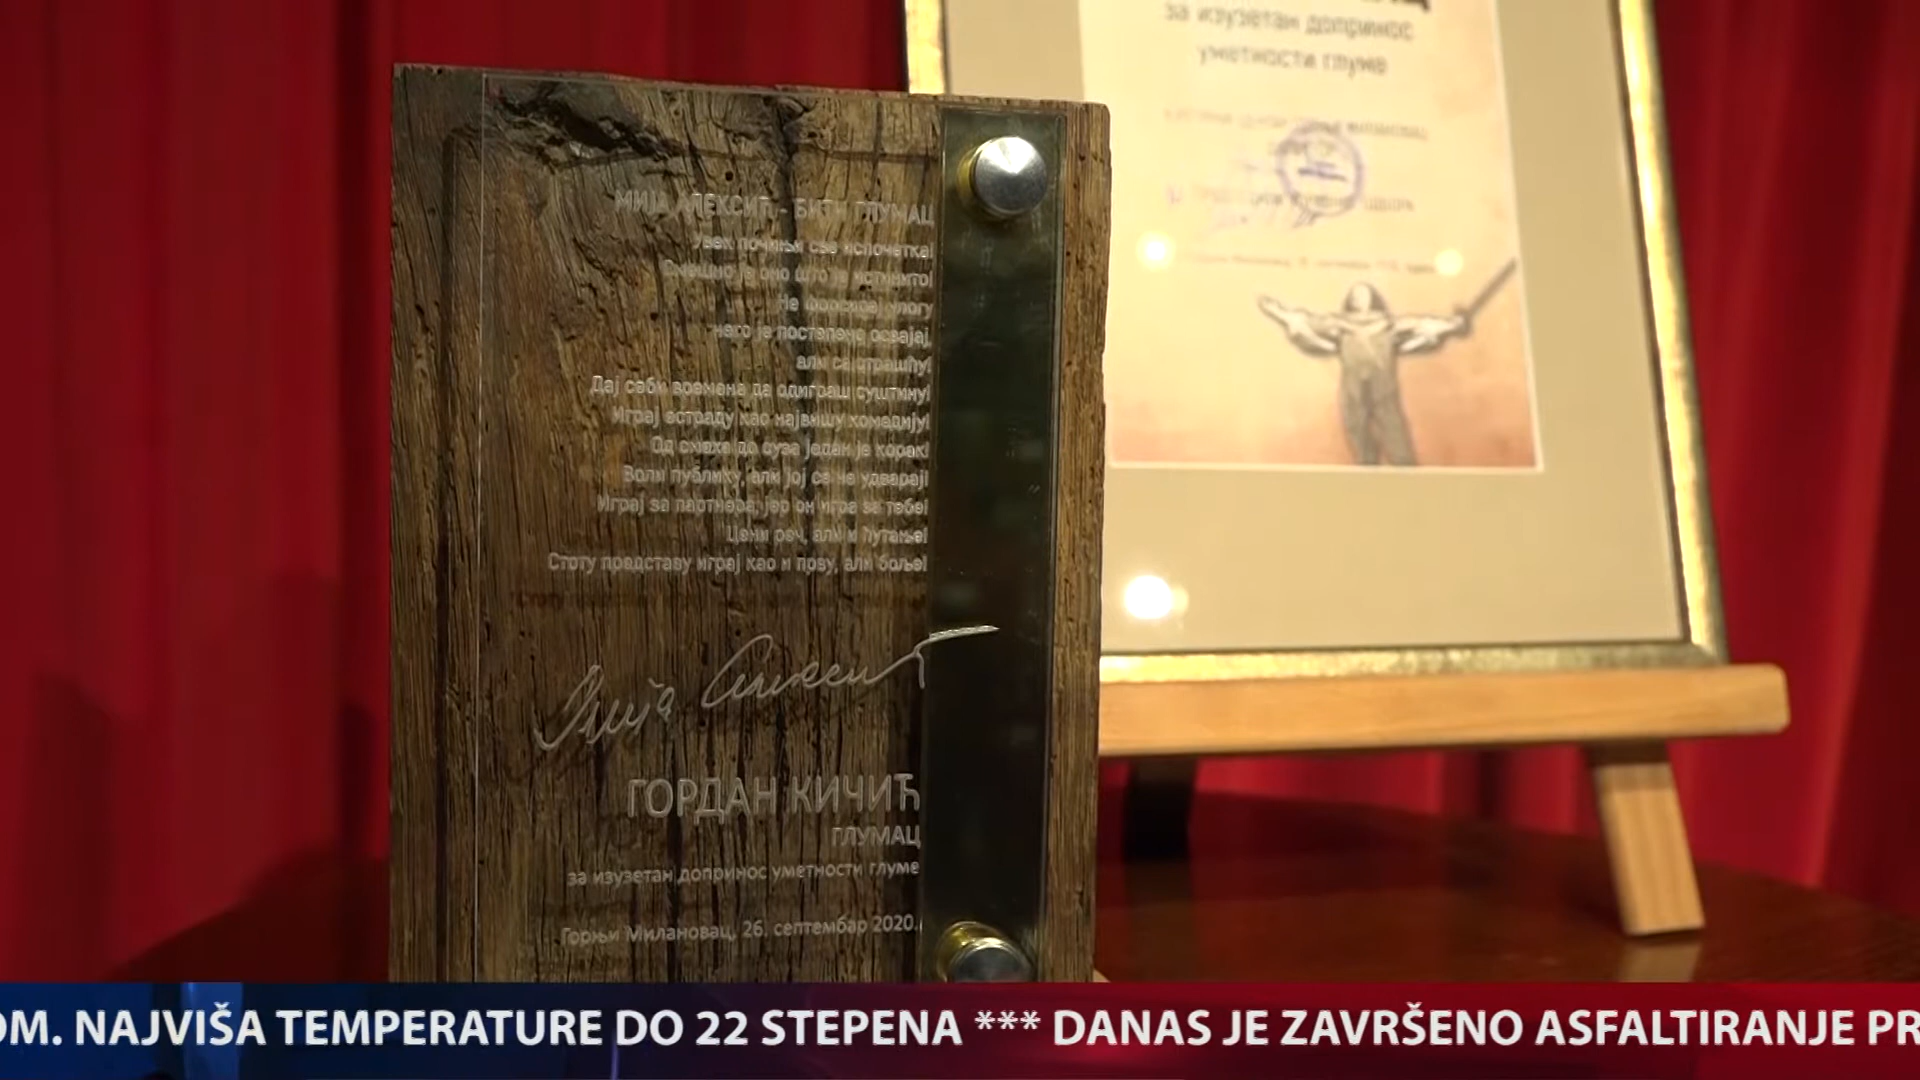 МИЈА АЛЕКСИЋ - БИТИ ГЛУМАЦ
Увек почињи све испочетка!
Смешно је оно што је истинито!
Не форсирај улогу
него је постепено освајај,
али са страшћу!
Дај себи времена да одиграш суштину!
Играј естраду као највишу комедију!
Од смеха до суза један је корак!
Воли публику, али јој се не удварај!
Играј за партнера, јер он игра за тебе!
Цени реч, али и ћутање!
Стоту представу играј као и прву, али боље!
Мија Алексић
ГОРДАН КИЧИЋ
ГЛУМАЦ
за изузетан допринос уметности глуме
Горњи Милановац, 26. септембар 2020.
за изузетан допринос
уметности глуме
OM. NAJVIŠA TEMPERATURE DO 22 STEPENA *** DANAS JE ZAVRŠENO ASFALTIRANJE PR